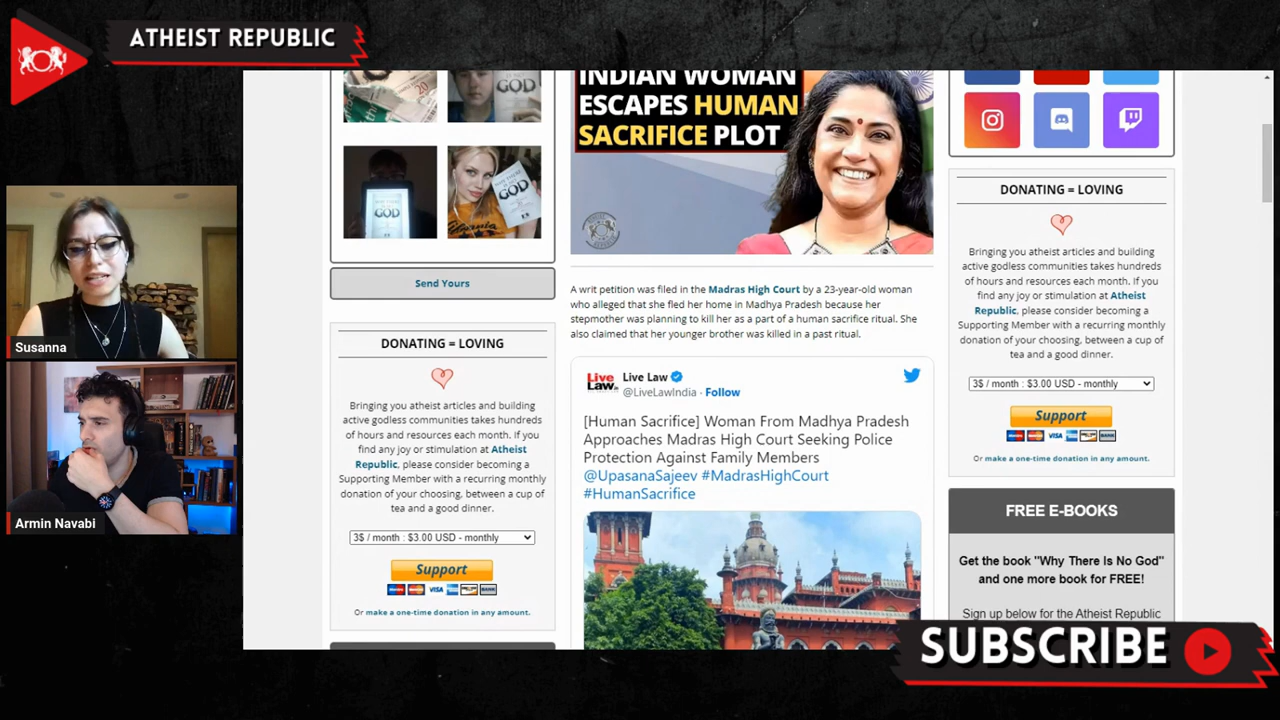 ATHEIST REPUBLIC
Susanna
Armin Navabi
20
GOD
GOD
GOD
Send Yours
DONATING = LOVING
Bringing you atheist articles and building
active godless communities takes hundreds
of hours and resources each month. If you
find any joy or stimulation at Atheist
Republic, please consider becoming a
Supporting Member with a recurring monthly
donation of your choosing, between a cup of
tea and a good dinner.
3$ / month : $3.00 USD - monthly
Support
VISA
BANK
Or make a one-time donation in any amount.
INDIAN WOMAN
ESCAPES HUMAN
SACRIFICE PLOT
A writ petition was filed in the Madras High Court by a 23-year-old woman
who alleged that she fled her home in Madhya Pradesh because her
stepmother was planning to kill her as a part of a human sacrifice ritual. She
also claimed that her younger brother was killed in a past ritual.
Live Law
Live Law
@LiveLawIndia · Follow
[Human Sacrifice] Woman From Madhya Pradesh
Approaches Madras High Court Seeking Police
Protection Against Family Members
@UpasanaSajeev #MadrasHighCourt
#HumanSacrifice
DONATING = LOVING
Bringing you atheist articles and building
active godless communities takes hundreds
of hours and resources each month. If you
find any joy or stimulation at Atheist
Republic, please consider becoming a
Supporting Member with a recurring monthly
donation of your choosing, between a cup of
tea and a good dinner.
3$ / month : $3.00 USD - monthly
Support
VISA
BANK
Or make a one-time donation in any amount.
FREE E-BOOKS
Get the book "Why There Is No God"
and one more book for FREE!
Sign up below for the Atheist Republic
SUBSCRIBE